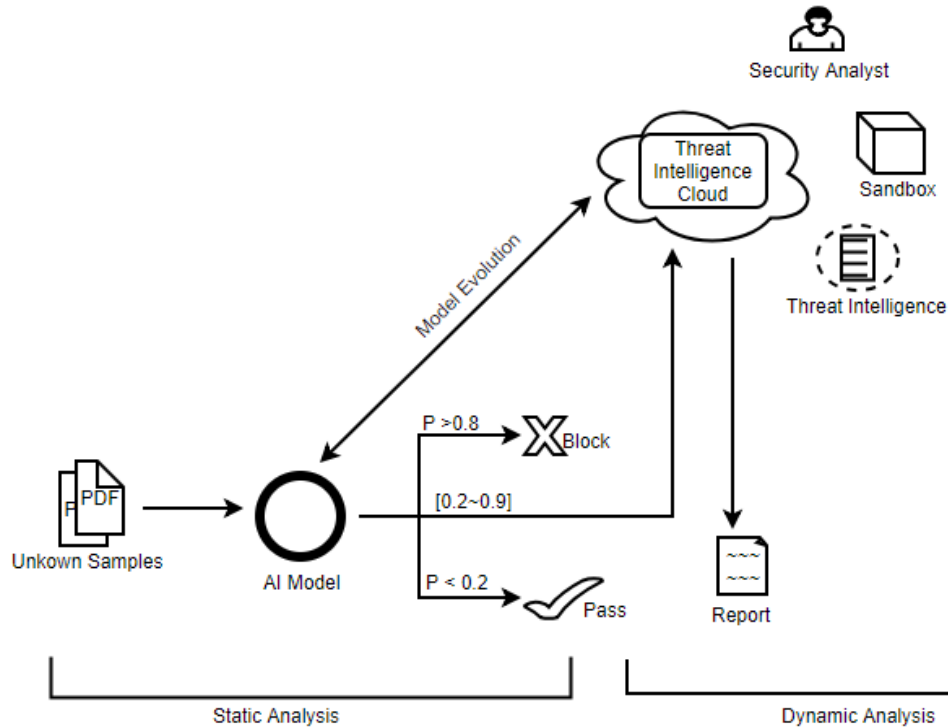 Security Analyst
Threat
Intelligence
Cloud
Sandbox
Threat Intelligence
Model Evolution
P >0.8
Block
PDF
P
[0.2~0.9]
Unkown Samples
AI Model
P < 0.2
Pass
~~~
~~~
Report
Static Analysis
Dynamic Analysis